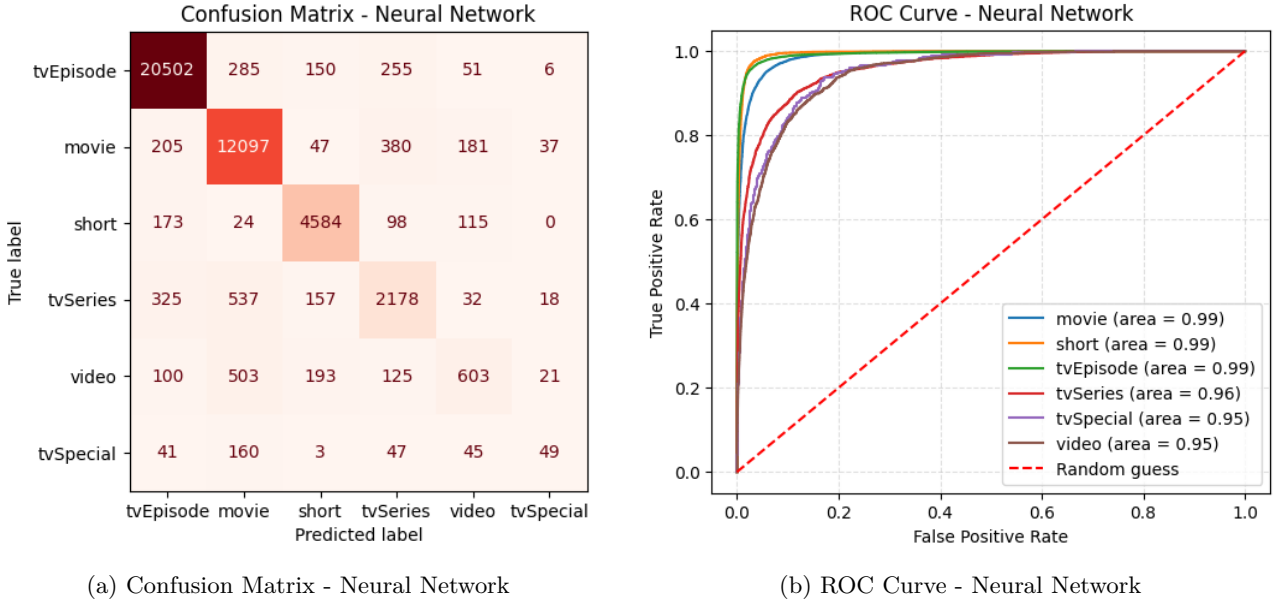 Confusion Matrix - Neural Network
True label
tvEpisode 20502 285 150 255 51 6
movie 205 12097 47 380 181 37
short 173 24 4584 98 115 0
tvSeries 325 537 157 2178 32 18
video 100 503 193 125 603 21
tvSpecial 41 160 3 47 45 49
tvEpisode movie short tvSeries video tvSpecial
Predicted label
(a) Confusion Matrix - Neural Network
ROC Curve - Neural Network
True Positive Rate
1.0
0.8
0.6
0.4
0.2
0.0
movie (area = 0.99)
short (area = 0.99)
tvEpisode (area = 0.99)
tvSeries (area = 0.96)
tvSpecial (area = 0.95)
video (area = 0.95)
Random guess
0.0 0.2 0.4 0.6 0.8 1.0
False Positive Rate
(b) ROC Curve - Neural Network